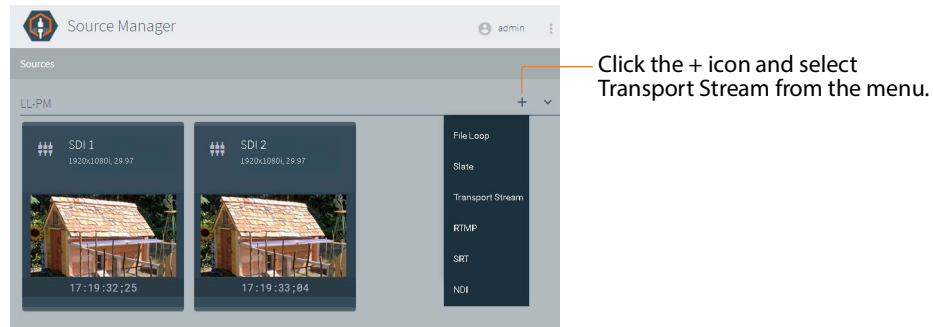 Source Manager
admin
Sources
Click the + icon and select
Transport Stream from the menu.
LL-PM
+
SDI 1
1920x1080i, 29.97
SDI 2
1920x1080i, 29.97
File Loop
Slate
Transport Stream
RTMP
SRT
NDI
17:19:32;25
17:19:33;04